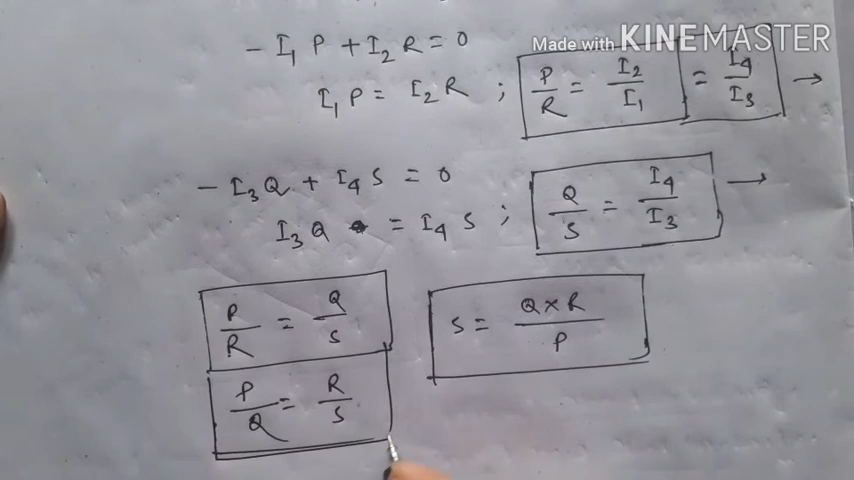 Made with KINEMASTER
- I₁ P + I₂ R = 0
I₁ P = I₂ R ; P/R = I₂/I₁ = I₄/I₃ →
- I₃ Q + I₄ S = 0
I₃ Q = I₄ S ; Q/S = I₄/I₃ →
P/R = Q/S
S = Q × R / P
P/Q = R/S